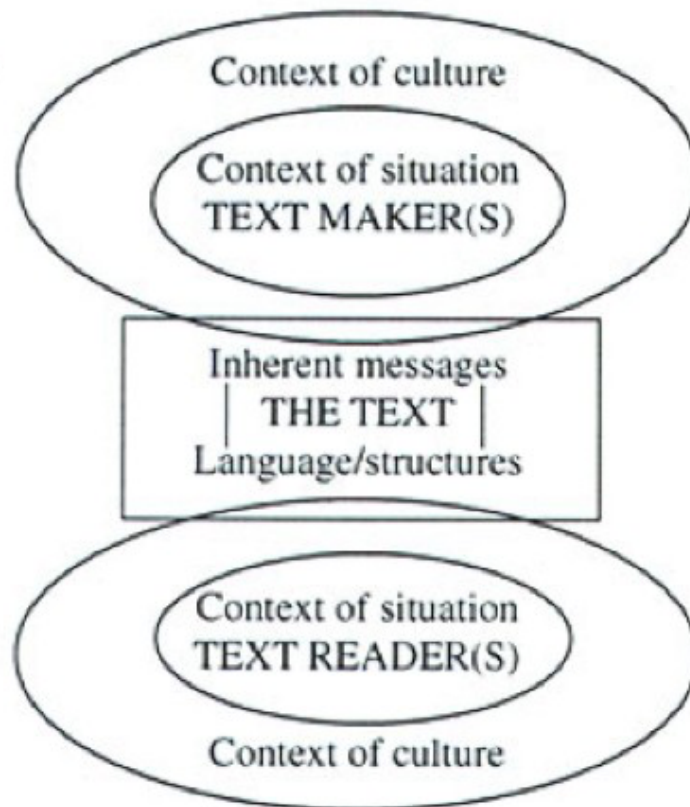 Context of culture
Context of situation
TEXT MAKER(S)
Inherent messages
THE TEXT
Language/structures
Context of situation
TEXT READER(S)
Context of culture